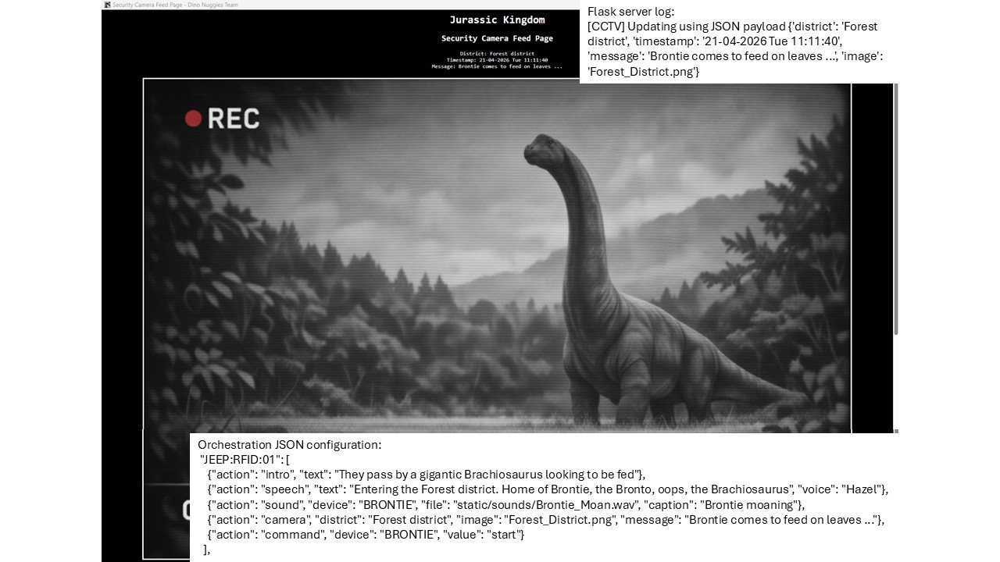 Security Camera Feed Page - Dino Nuggies Team
Jurassic Kingdom
Security Camera Feed Page
District: Forest district
Timestamp: 21-04-2026 Tue 11:11:40
Message: Brontie comes to feed on leaves ...
Flask server log:
[CCTV] Updating using JSON payload {'district': 'Forest
district', 'timestamp': '21-04-2026 Tue 11:11:40',
'message': 'Brontie comes to feed on leaves ...', 'image':
'Forest_District.png'}
REC
Orchestration JSON configuration:
"JEEP:RFID:01": [
{"action": "intro", "text": "They pass by a gigantic Brachiosaurus looking to be fed"},
{"action": "speech", "text": "Entering the Forest district. Home of Brontie, the Bronto, oops, the Brachiosaurus", "voice": "Hazel"},
{"action": "sound", "device": "BRONTIE", "file": "static/sounds/Brontie_Moan.wav", "caption": "Brontie moaning"},
{"action": "camera", "district": "Forest district", "image": "Forest_District.png", "message": "Brontie comes to feed on leaves ..."},
{"action": "command", "device": "BRONTIE", "value": "start"}
],